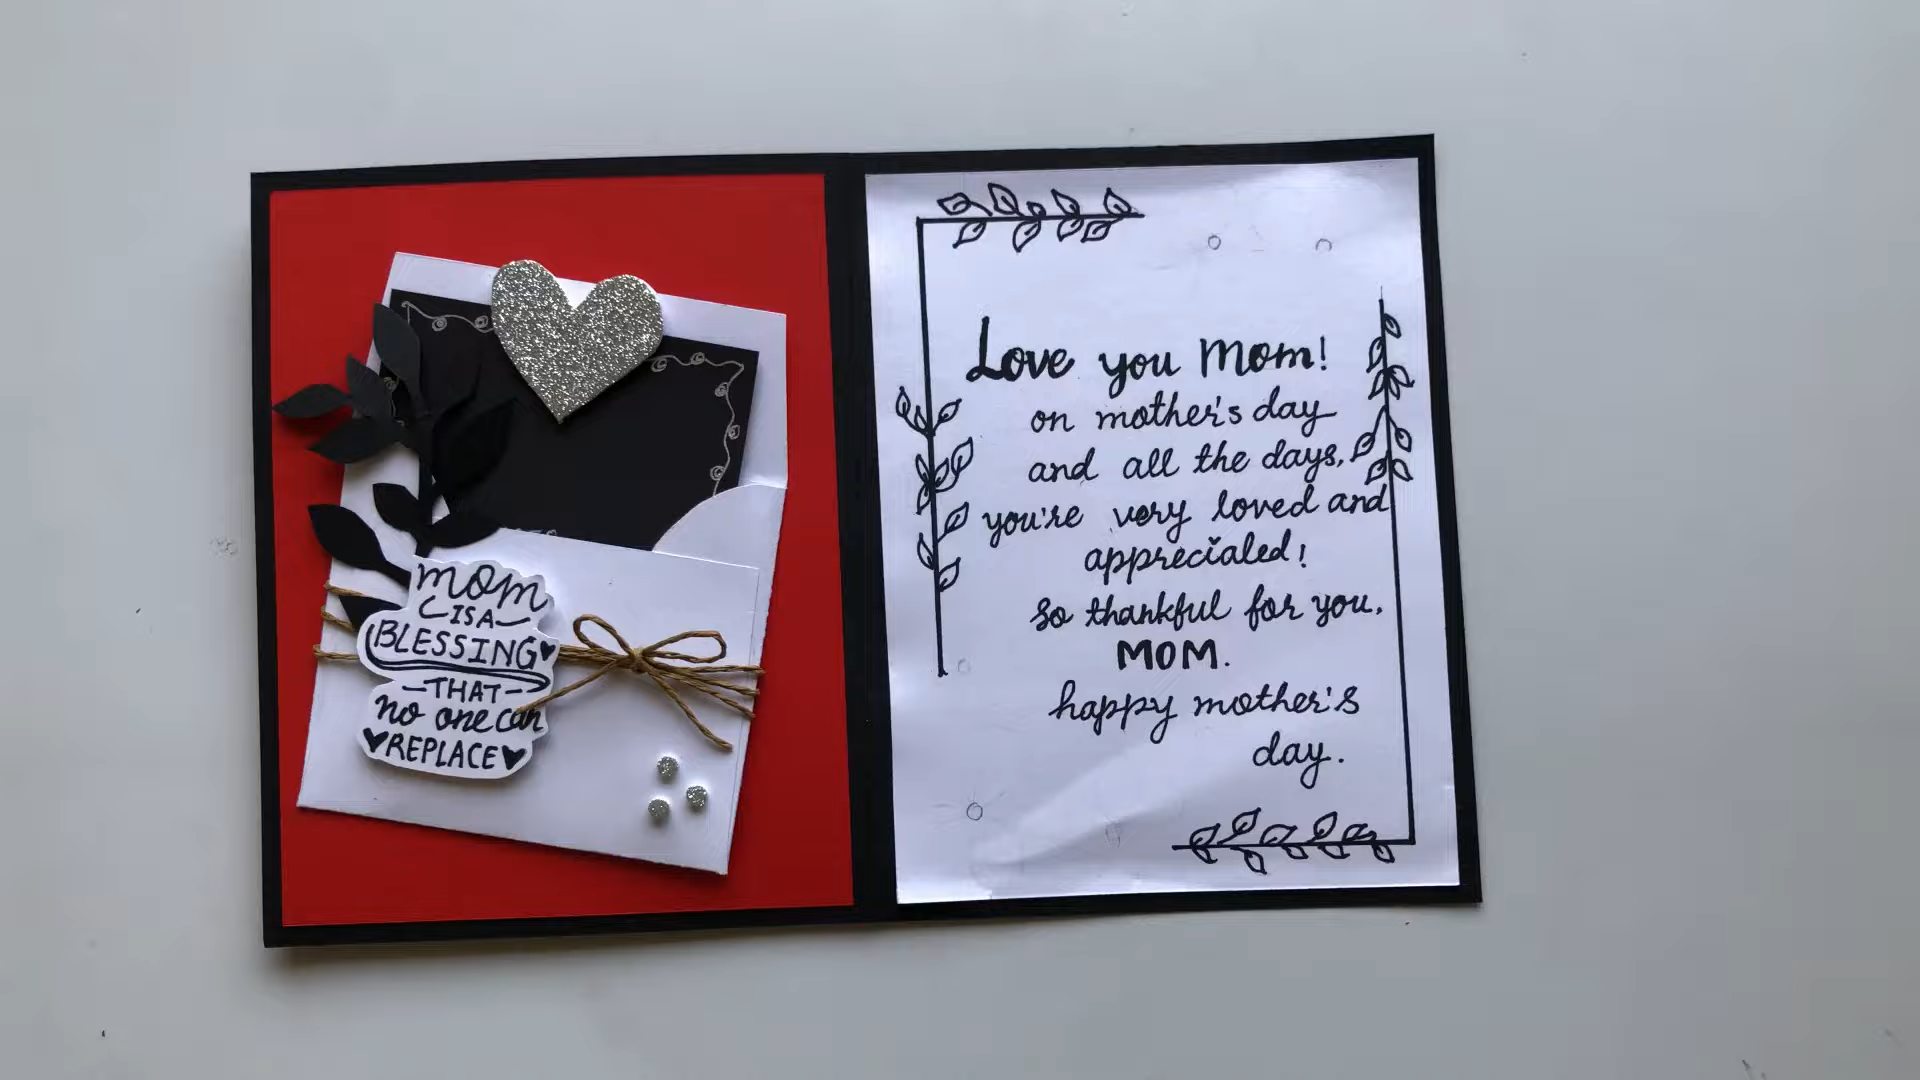 mom
IS A
BLESSING
THAT
no one can
REPLACE
Love you Mom!
on mother's day
and all the days,
you're very loved and
appreciated!
so thankful for you,
MOM.
happy mother's
day.